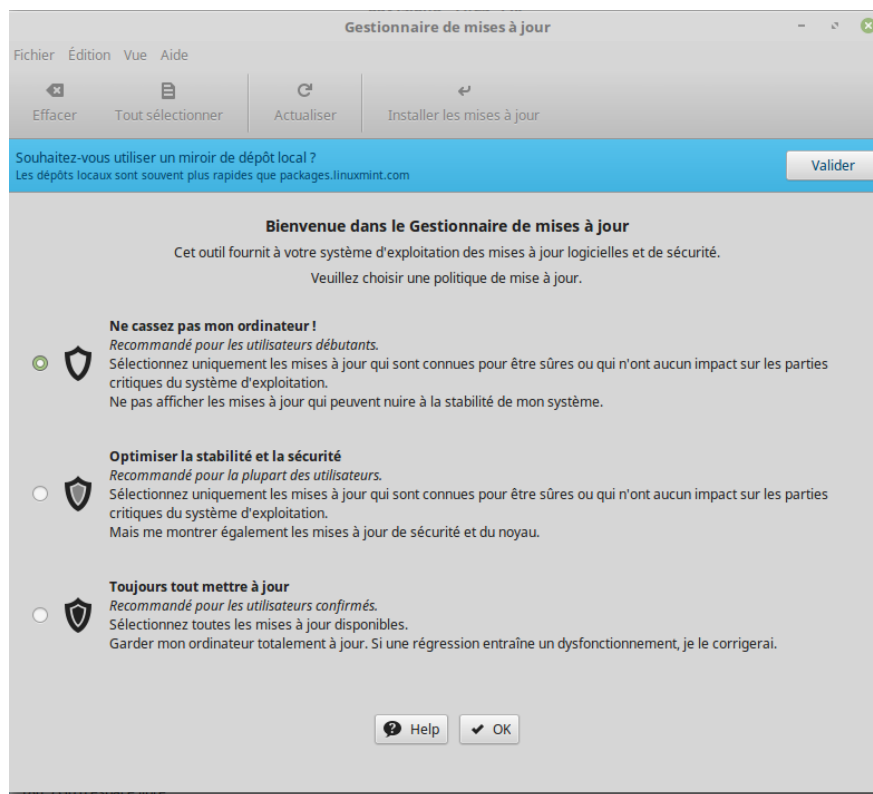 Gestionnaire de mises à jour
Fichier Édition Vue Aide
Effacer Tout sélectionner Actualiser Installer les mises à jour
Souhaitez-vous utiliser un miroir de dépôt local ?
Les dépôts locaux sont souvent plus rapides que packages.linuxmint.com
Valider
Bienvenue dans le Gestionnaire de mises à jour
Cet outil fournit à votre système d'exploitation des mises à jour logicielles et de sécurité.
Veuillez choisir une politique de mise à jour.
Ne cassez pas mon ordinateur !
Recommandé pour les utilisateurs débutants.
Sélectionnez uniquement les mises à jour qui sont connues pour être sûres ou qui n'ont aucun impact sur les parties
critiques du système d'exploitation.
Ne pas afficher les mises à jour qui peuvent nuire à la stabilité de mon système.
Optimiser la stabilité et la sécurité
Recommandé pour la plupart des utilisateurs.
Sélectionnez uniquement les mises à jour qui sont connues pour être sûres ou qui n'ont aucun impact sur les parties
critiques du système d'exploitation.
Mais me montrer également les mises à jour de sécurité et du noyau.
Toujours tout mettre à jour
Recommandé pour les utilisateurs confirmés.
Sélectionnez toutes les mises à jour disponibles.
Garder mon ordinateur totalement à jour. Si une régression entraîne un dysfonctionnement, je le corrigerai.
Help OK